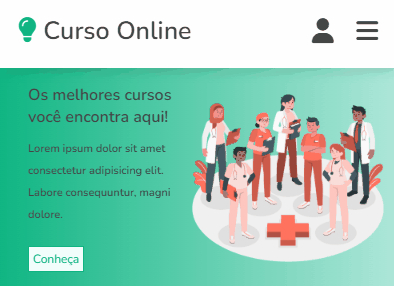 Curso Online
Os melhores cursos
você encontra aqui!
Lorem ipsum dolor sit amet
consectetur adipisicing elit.
Labore consequuntur, magni
dolore.
Conheça